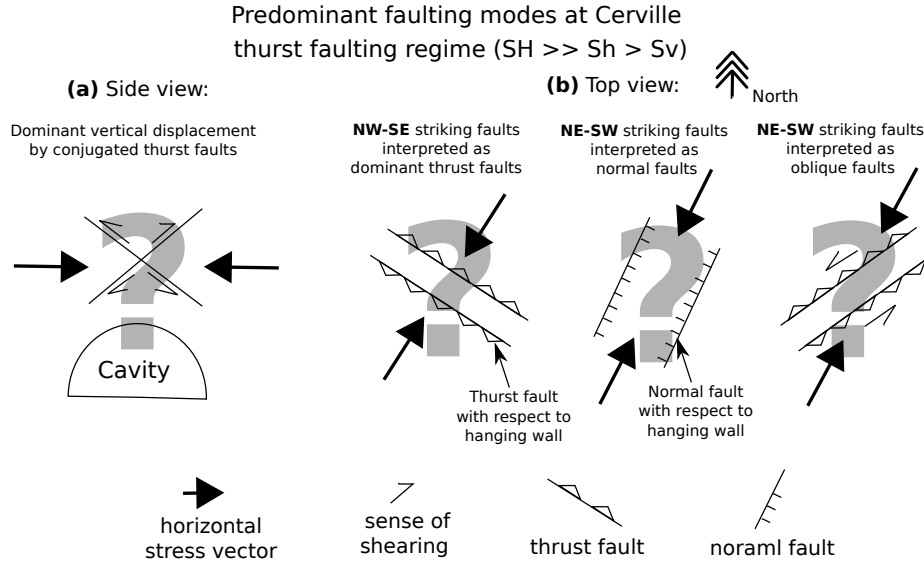 Predominant faulting modes at Cerville
thurst faulting regime (SH >> Sh > Sv)
(a) Side view:
(b) Top view:
North
Dominant vertical displacement
by conjugated thurst faults
NW-SE striking faults
interpreted as
dominant thrust faults
NE-SW striking faults
interpreted as
normal faults
NE-SW striking faults
interpreted as
oblique faults
?
?
?
?
Cavity
Thurst fault
with respect to
hanging wall
Normal fault
with respect to
hanging wall
horizontal
stress vector
sense of
shearing
thrust fault
noraml fault